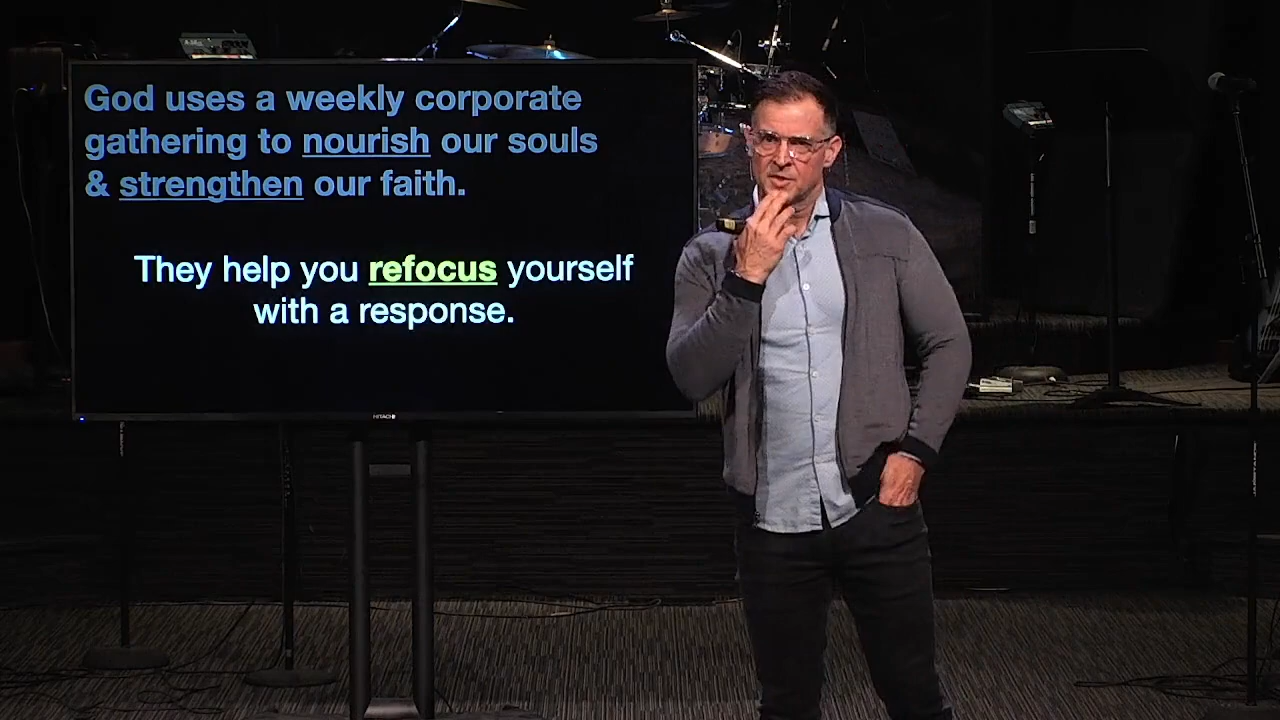 God uses a weekly corporate
gathering to nourish our souls
& strengthen our faith.
They help you refocus yourself
with a response.
HITACHI